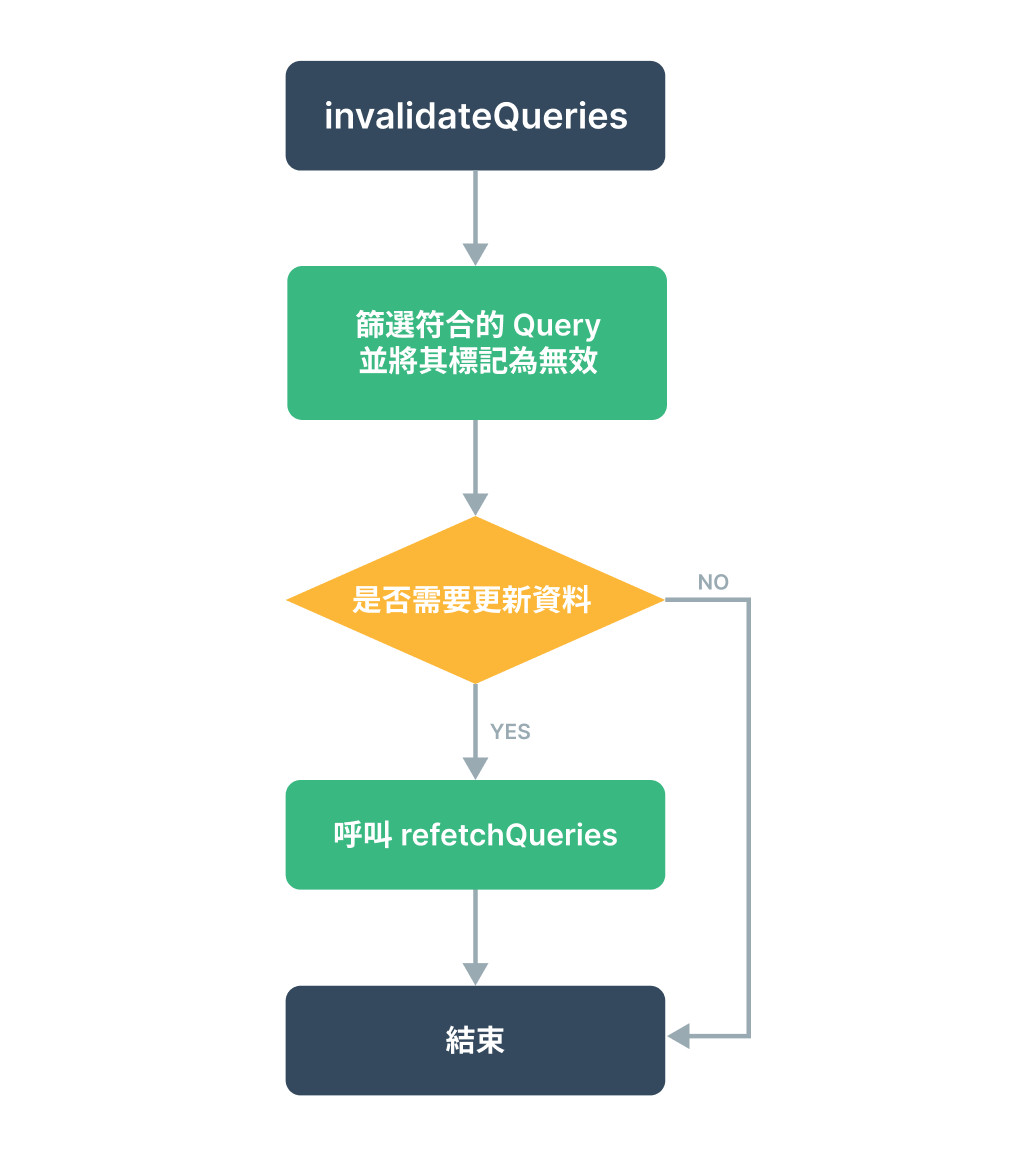 invalidateQueries
篩選符合的 Query
並將其標記為無效
是否需要更新資料
NO
YES
呼叫 refetchQueries
結束